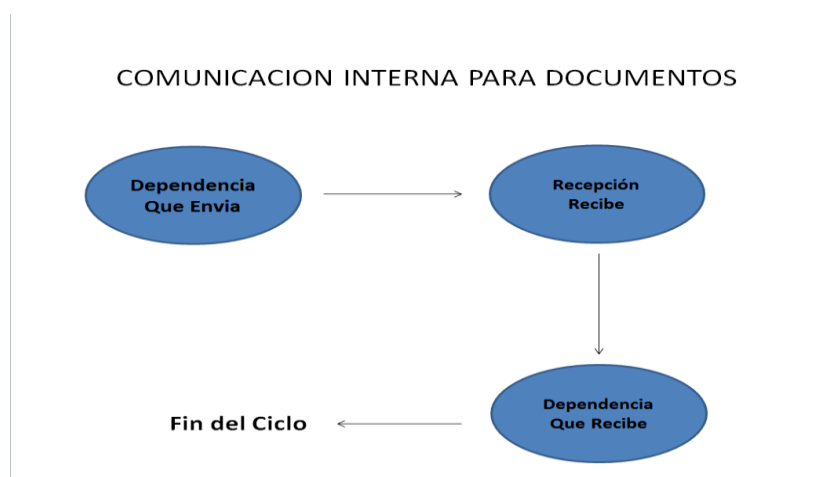 COMUNICACION INTERNA PARA DOCUMENTOS
Dependencia
Que Envia
Recepción
Recibe
Dependencia
Que Recibe
Fin del Ciclo